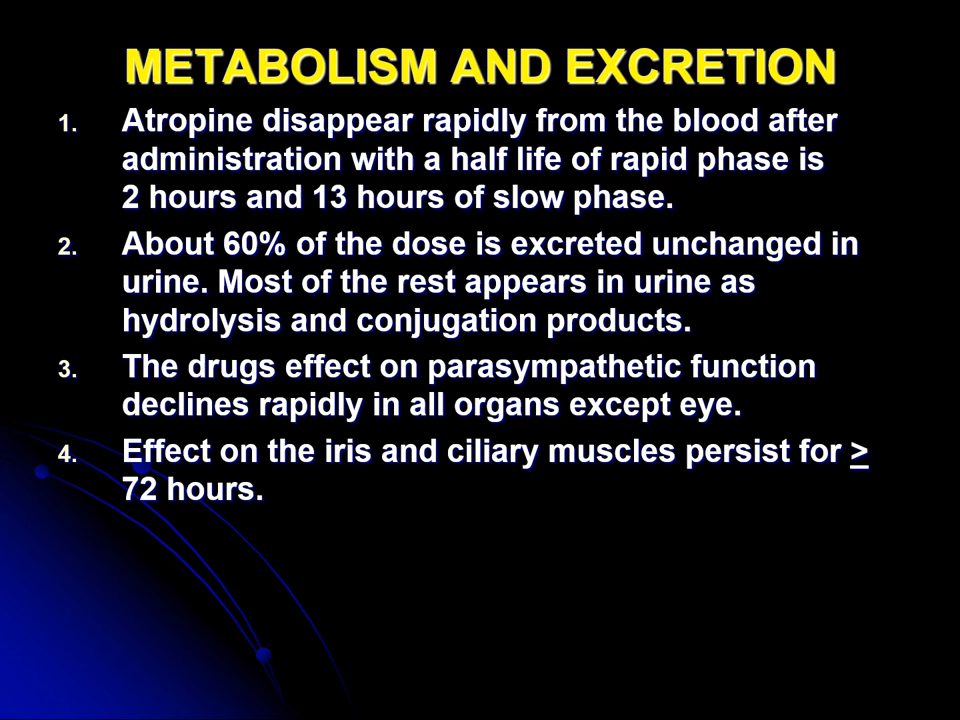 METABOLISM AND EXCRETION
1. Atropine disappear rapidly from the blood after
administration with a half life of rapid phase is
2 hours and 13 hours of slow phase.
2. About 60% of the dose is excreted unchanged in
urine. Most of the rest appears in urine as
hydrolysis and conjugation products.
3. The drugs effect on parasympathetic function
declines rapidly in all organs except eye.
4. Effect on the iris and ciliary muscles persist for >
72 hours.